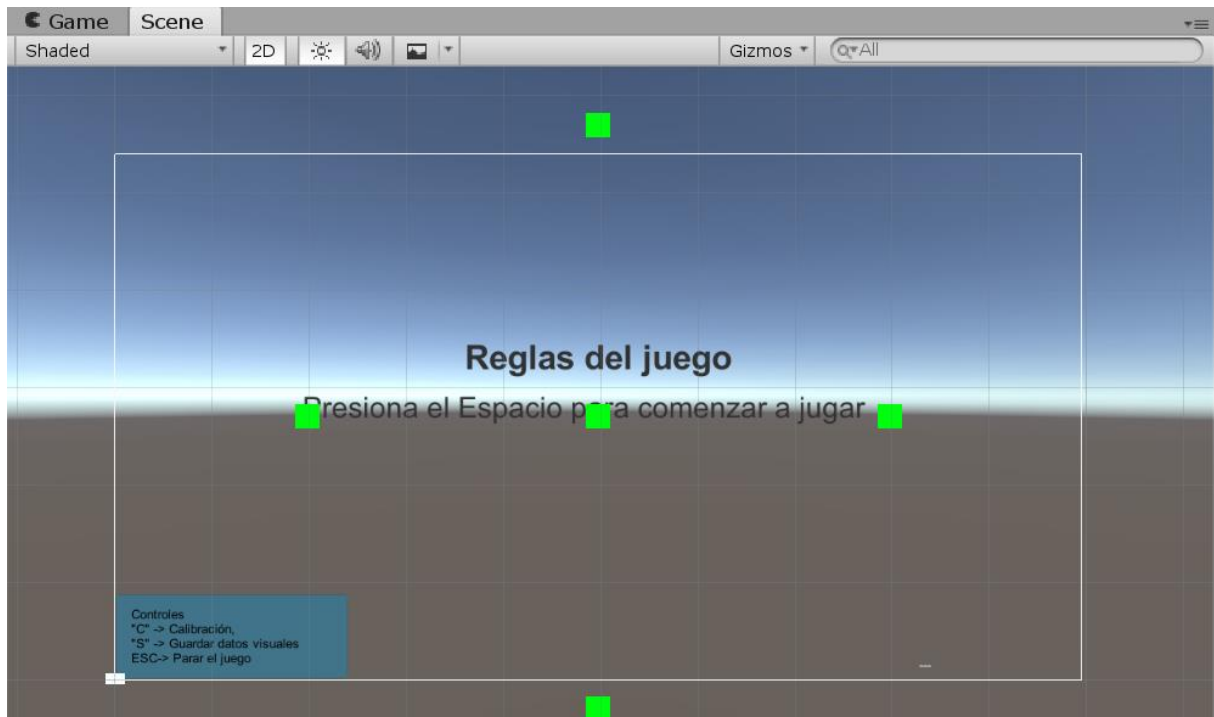 Game Scene
Shaded 2D Gizmos All
Reglas del juego
Presiona el Espacio para comenzar a jugar
Controles
"C" -> Calibración,
"S" -> Guardar datos visuales
ESC-> Parar el juego